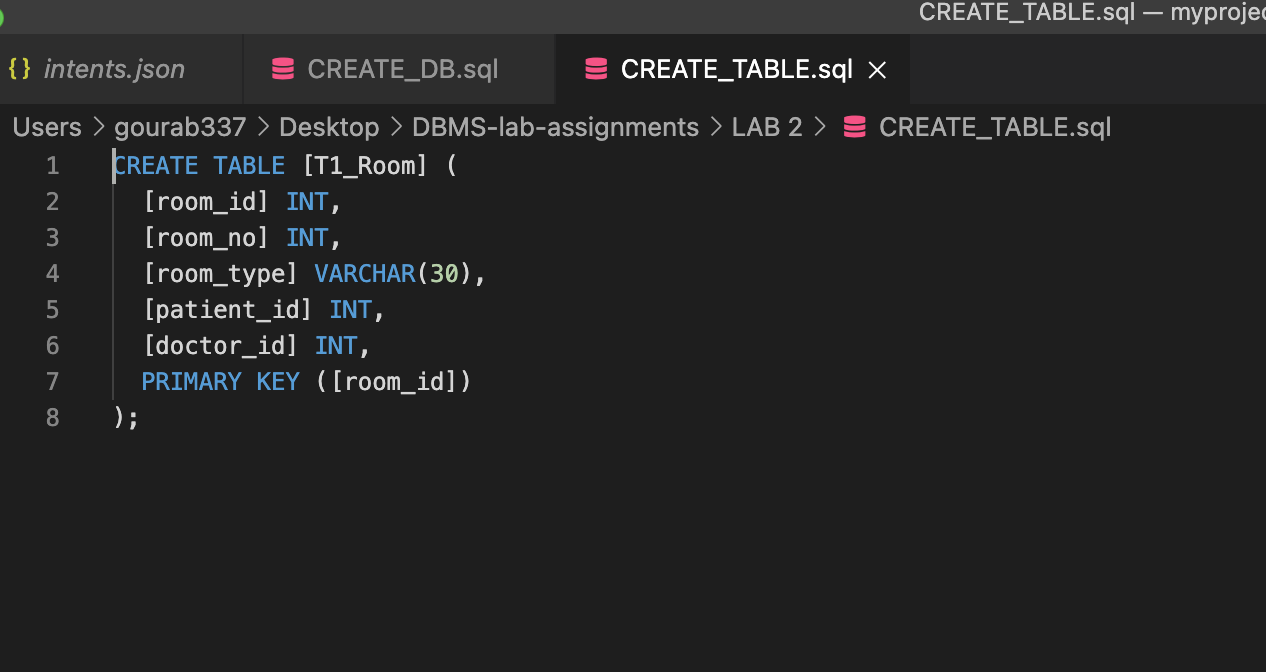 CREATE_TABLE.sql — myprojec
{} intents.json CREATE_DB.sql CREATE_TABLE.sql ×
Users > gourab337 > Desktop > DBMS-lab-assignments > LAB 2 > CREATE_TABLE.sql
1 CREATE TABLE [T1_Room] (
2   [room_id] INT,
3   [room_no] INT,
4   [room_type] VARCHAR(30),
5   [patient_id] INT,
6   [doctor_id] INT,
7   PRIMARY KEY ([room_id])
8 );